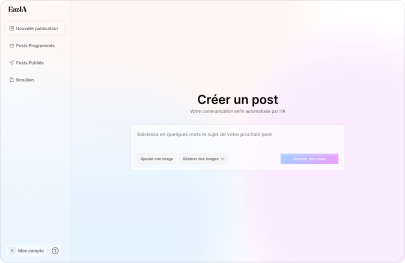 EazIA
Nouvelle publication
Posts Programmés
Posts Publiés
Brouillon
Créer un post
Votre communication enfin automatisée par l'IA
Saisissez en quelques mots le sujet de votre prochain post
Ajouter une image
Générer des images
Mon compte
?